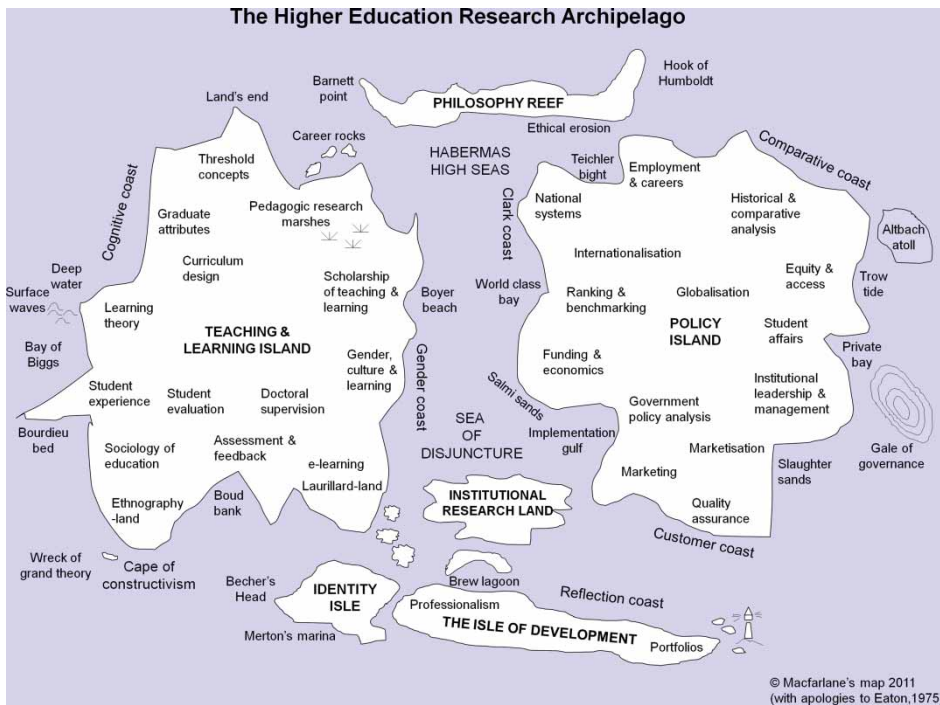 The Higher Education Research Archipelago
Hook of
Humboldt
Barnett
point
PHILOSOPHY REEF
Land's end
Ethical erosion
Career rocks
HABERMAS
HIGH SEAS
Teichler
bight
Comparative coast
Threshold
concepts
Employment
& careers
Cognitive coast
Pedagogic research
marshes
Clark coast
National
systems
Historical &
comparative
analysis
Graduate
attributes
Altbach
atoll
Internationalisation
Curriculum
design
Deep
water
Surface
waves
Scholarship
of teaching &
learning
Boyer
beach
World class
bay
Ranking &
benchmarking
Globalisation
Equity &
access
Trow
tide
Learning
theory
TEACHING &
LEARNING ISLAND
POLICY
ISLAND
Student
affairs
Bay of
Biggs
Gender,
culture &
learning
Gender coast
Funding &
economics
Private
bay
Student
experience
Student
evaluation
Doctoral
supervision
Salmi sands
Institutional
leadership &
management
Government
policy analysis
Bourdieu
bed
SEA
OF
DISJUNCTURE
Implementation
gulf
Sociology of
education
Assessment &
feedback
Marketisation
Gale of
governance
e-learning
Laurillard-land
Marketing
Slaughter
sands
Ethnography
-land
Boud
bank
INSTITUTIONAL
RESEARCH LAND
Quality
assurance
Customer coast
Wreck of
grand theory
Cape of
constructivism
Becher's
Head
IDENTITY
ISLE
Brew lagoon
Reflection coast
Professionalism
Merton's marina
THE ISLE OF DEVELOPMENT
Portfolios
© Macfarlane's map 2011
(with apologies to Eaton,1975